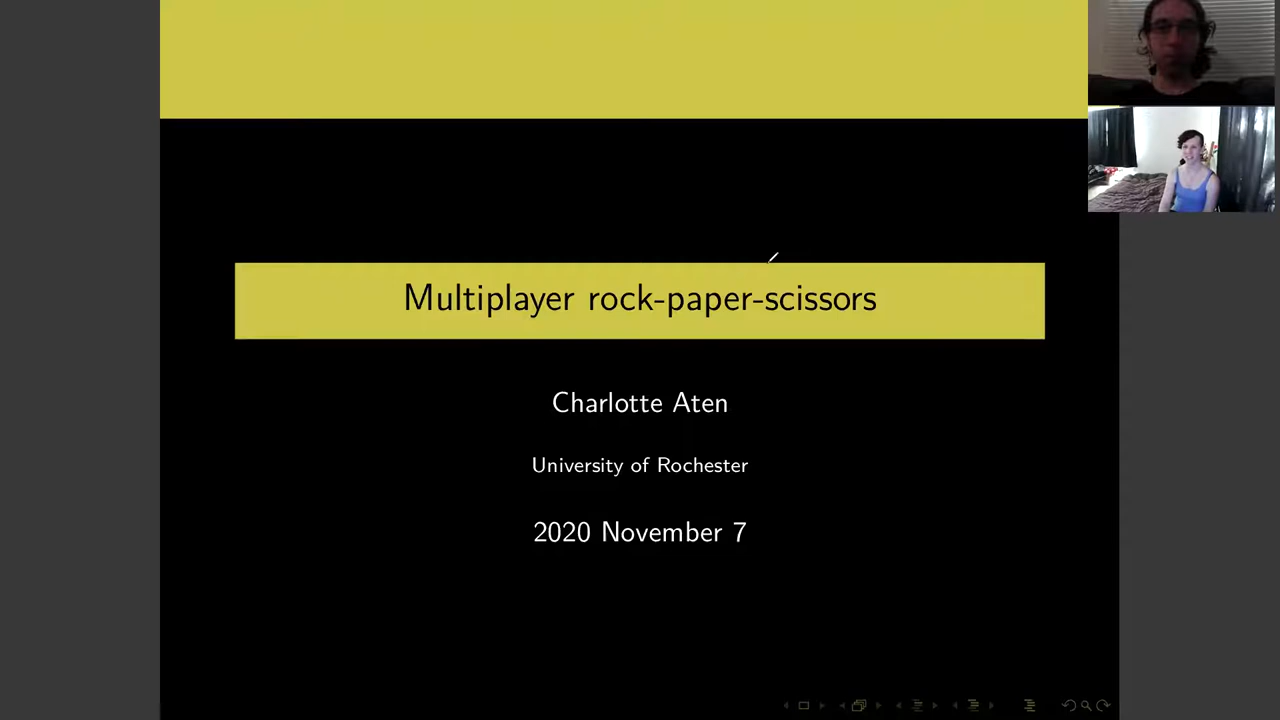 Multiplayer rock-paper-scissors
Charlotte Aten
University of Rochester
2020 November 7